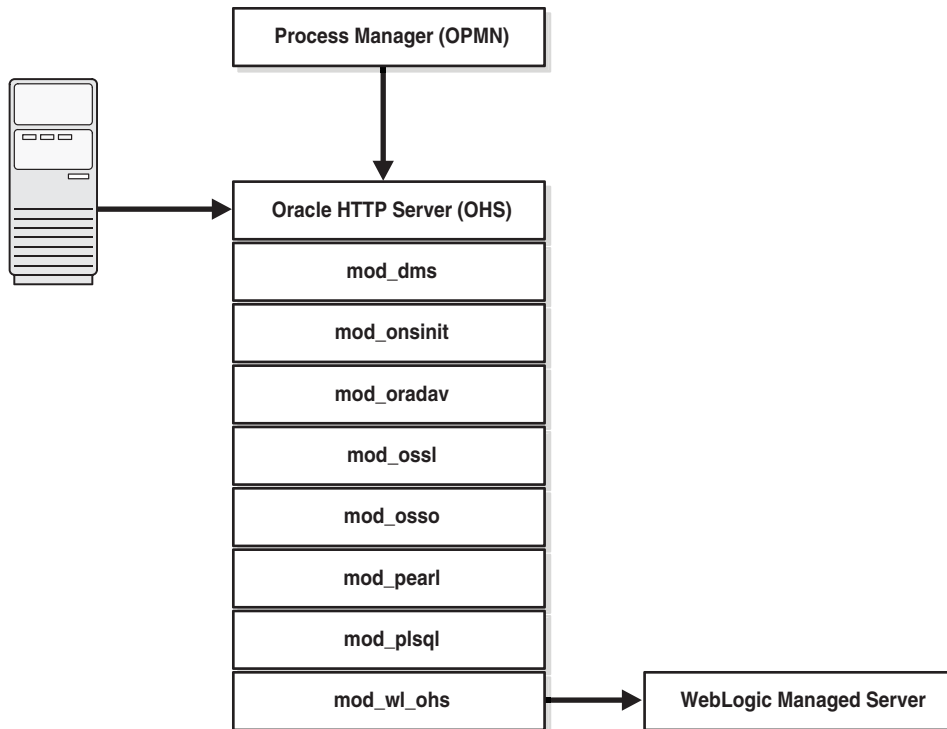 Process Manager (OPMN)
Oracle HTTP Server (OHS)
mod_dms
mod_onsinit
mod_oradav
mod_ossl
mod_osso
mod_pearl
mod_plsql
mod_wl_ohs
WebLogic Managed Server